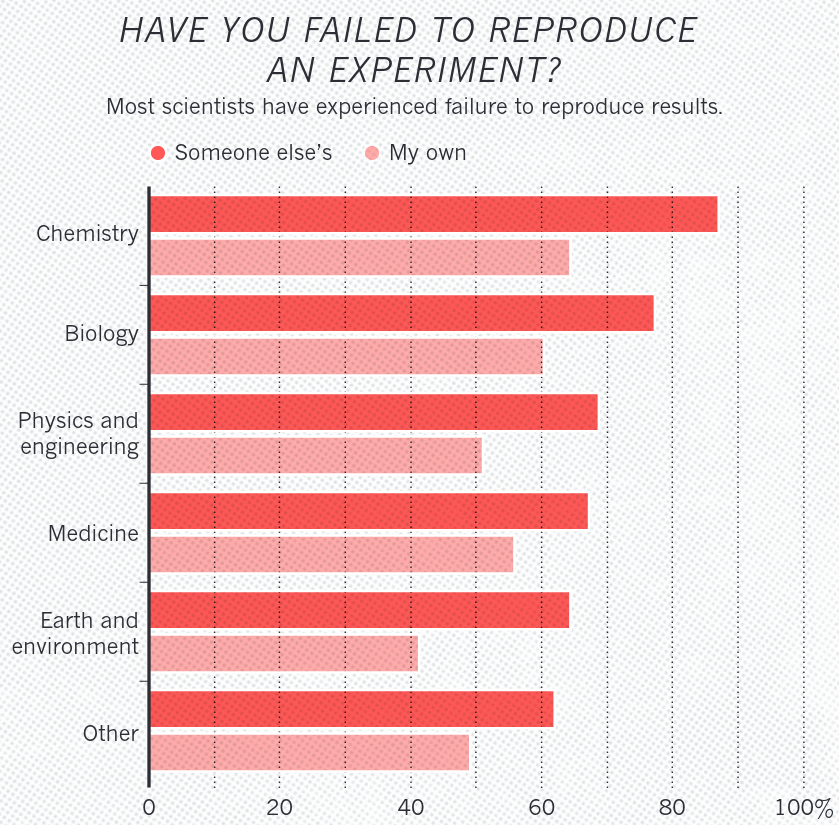 HAVE YOU FAILED TO REPRODUCE
AN EXPERIMENT?
Most scientists have experienced failure to reproduce results.
Someone else’s My own
Chemistry
Biology
Physics and
engineering
Medicine
Earth and
environment
Other
0 20 40 60 80 100%